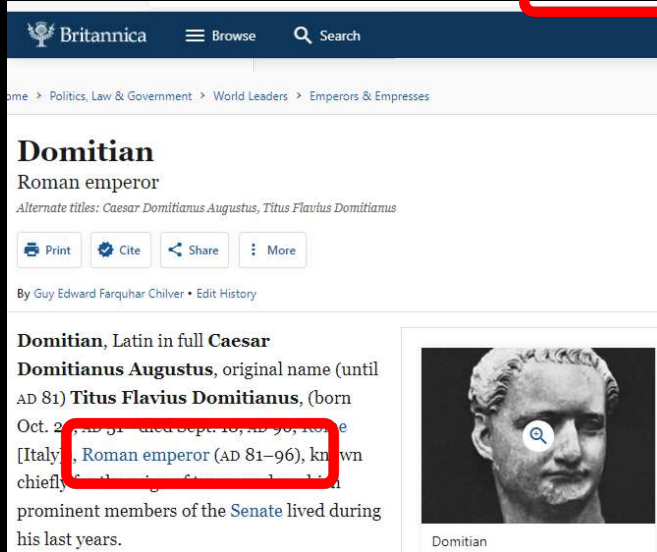 Britannica Browse Search
ome > Politics, Law & Government > World Leaders > Emperors & Empresses
Domitian
Roman emperor
Alternate titles: Caesar Domitianus Augustus, Titus Flavius Domitianus
Print Cite Share More
By Guy Edward Farquhar Chilver • Edit History
Domitian, Latin in full Caesar
Domitianus Augustus, original name (until
AD 81) Titus Flavius Domitianus, (born
Oct.
[Italy] , Roman emperor (AD 81–96), known
chiefly
prominent members of the Senate lived during
his last years.
Domitian